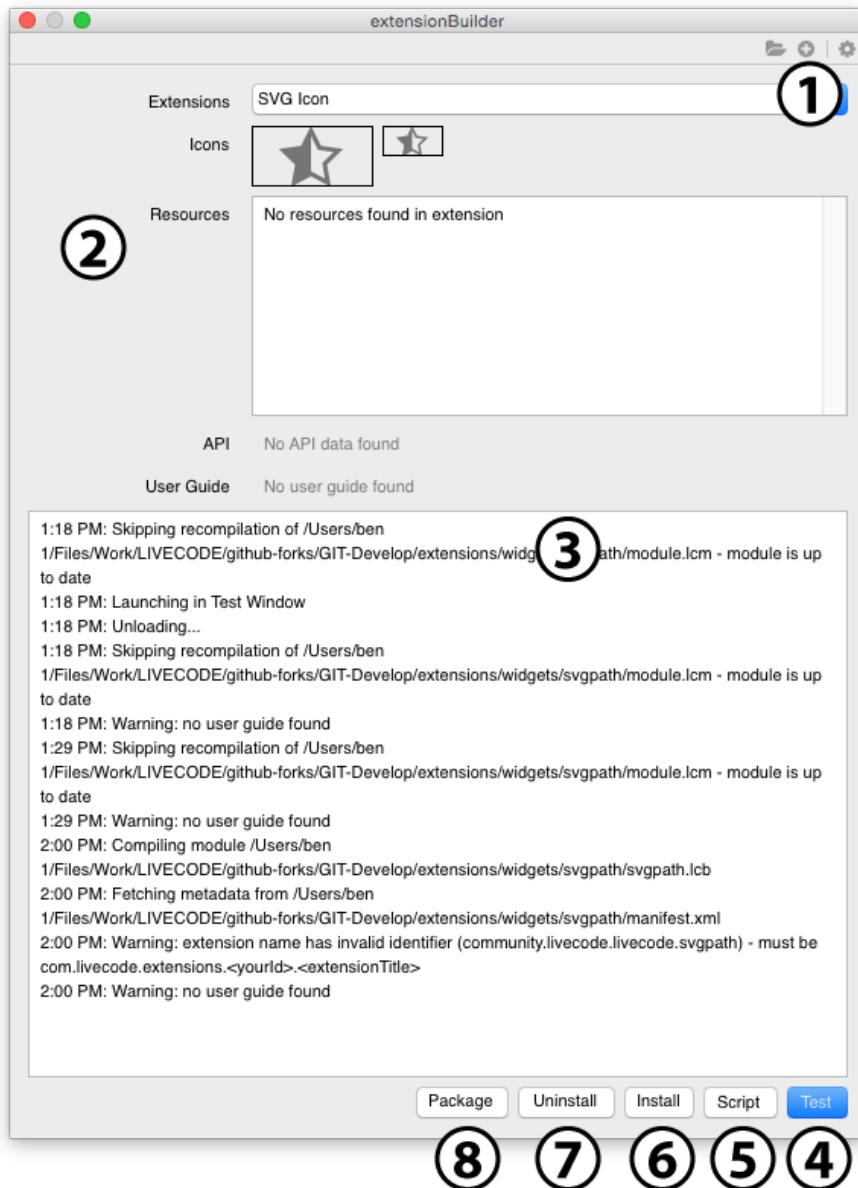 extensionBuilder
1
Extensions
SVG Icon
Icons
2
Resources
No resources found in extension
API
No API data found
User Guide
No user guide found
3
1:18 PM: Skipping recompilation of /Users/ben
1/Files/Work/LIVECODE/github-forks/GIT-Develop/extensions/widg ath/module.lcm - module is up
to date
1:18 PM: Launching in Test Window
1:18 PM: Unloading...
1:18 PM: Skipping recompilation of /Users/ben
1/Files/Work/LIVECODE/github-forks/GIT-Develop/extensions/widgets/svgpath/module.lcm - module is up
to date
1:18 PM: Warning: no user guide found
1:29 PM: Skipping recompilation of /Users/ben
1/Files/Work/LIVECODE/github-forks/GIT-Develop/extensions/widgets/svgpath/module.lcm - module is up
to date
1:29 PM: Warning: no user guide found
2:00 PM: Compiling module /Users/ben
1/Files/Work/LIVECODE/github-forks/GIT-Develop/extensions/widgets/svgpath/svgpath.lcb
2:00 PM: Fetching metadata from /Users/ben
1/Files/Work/LIVECODE/github-forks/GIT-Develop/extensions/widgets/svgpath/manifest.xml
2:00 PM: Warning: extension name has invalid identifier (community.livecode.livecode.svgpath) - must be
com.livecode.extensions.<yourId>.<extensionTitle>
2:00 PM: Warning: no user guide found
Package Uninstall Install Script Test
8 7 6 5 4